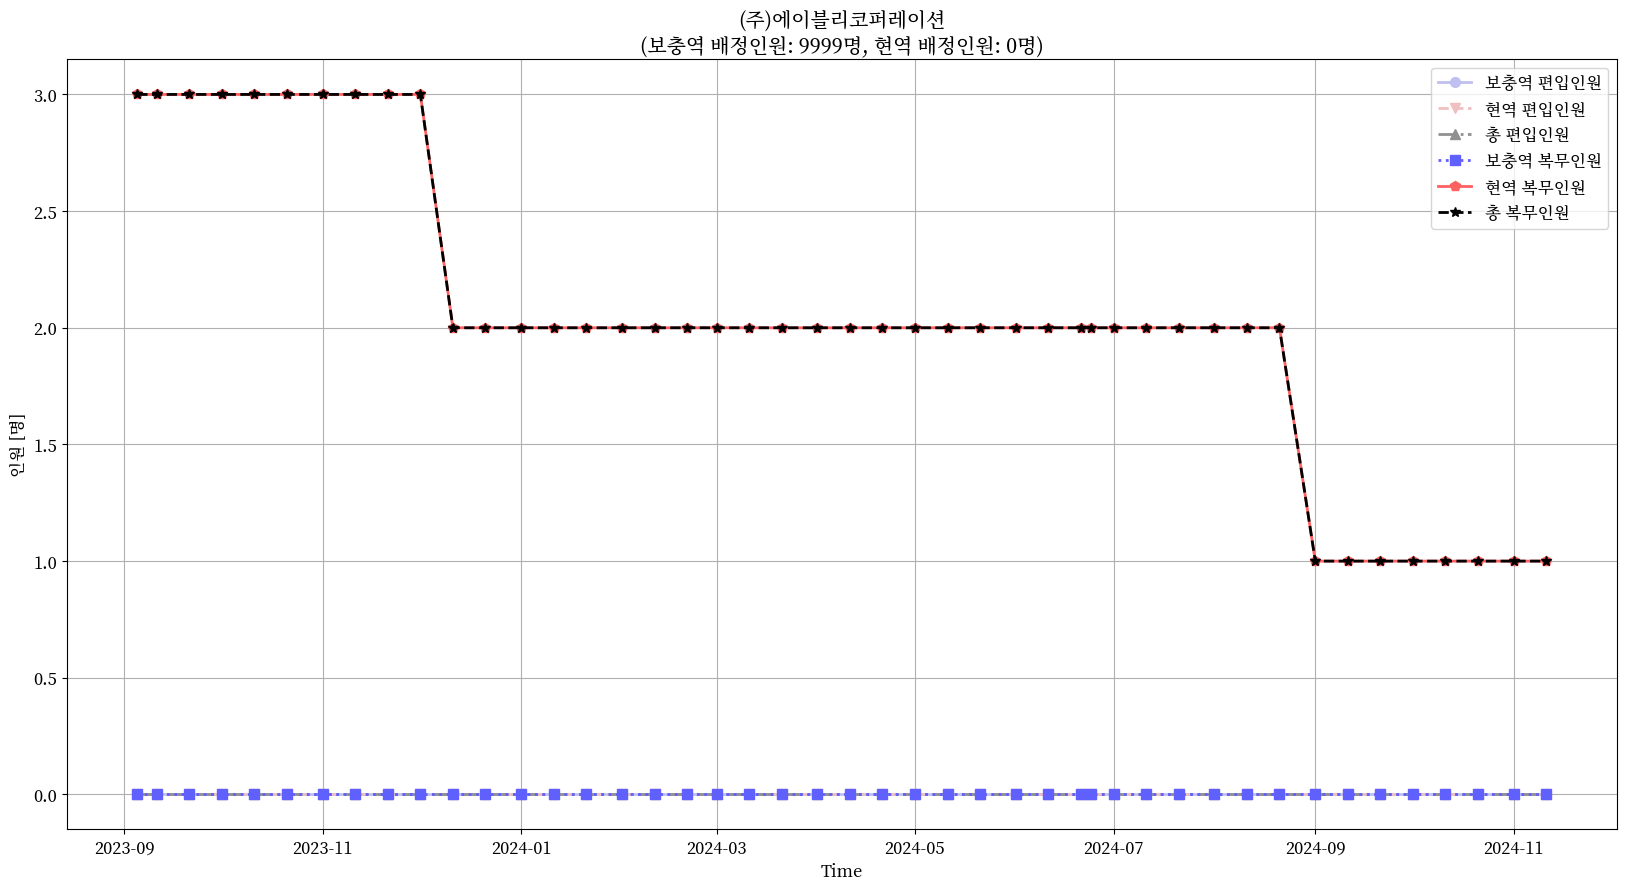 (주)에이블리코퍼레이션
(보충역 배정인원: 9999명, 현역 배정인원: 0명)
보충역 편입인원
현역 편입인원
총 편입인원
보충역 복무인원
현역 복무인원
총 복무인원
인원 [명]
3.0
2.5
2.0
1.5
1.0
0.5
0.0
2023-09
2023-11
2024-01
2024-03
2024-05
2024-07
2024-09
2024-11
Time